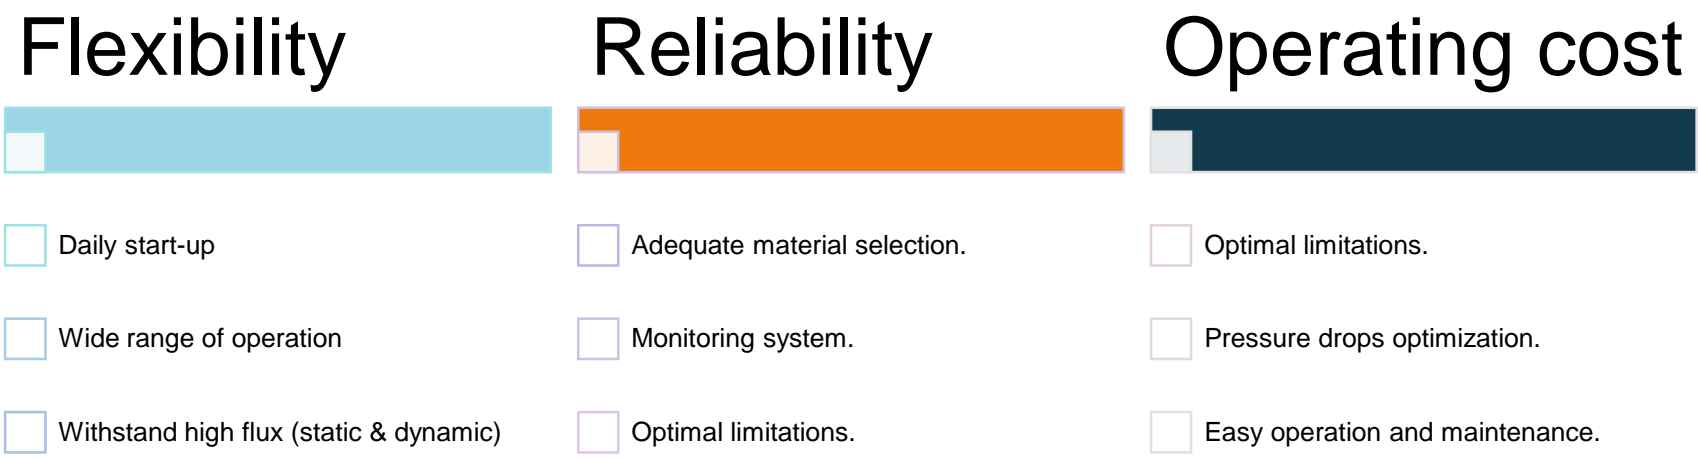 Flexibility
Daily start-up
Wide range of operation
Withstand high flux (static & dynamic)
Reliability
Adequate material selection.
Monitoring system.
Optimal limitations.
Operating cost
Optimal limitations.
Pressure drops optimization.
Easy operation and maintenance.